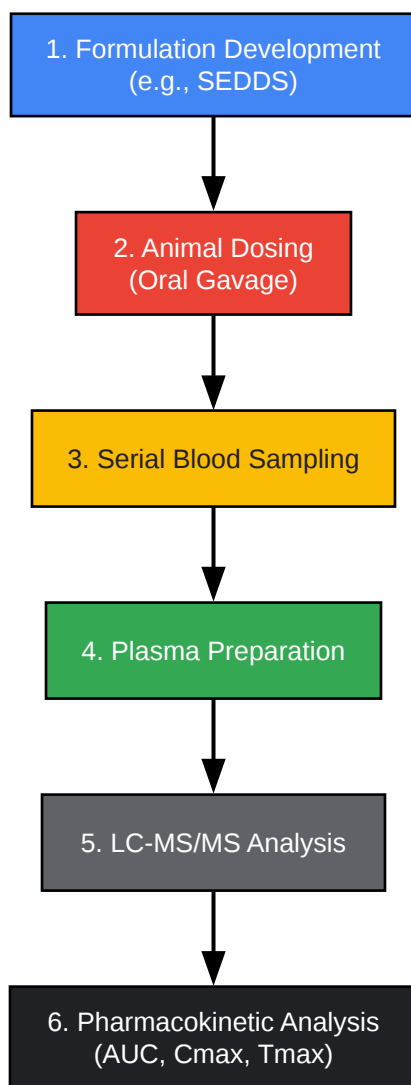 1. Formulation Development
(e.g., SEDDS)
2. Animal Dosing
(Oral Gavage)
3. Serial Blood Sampling
4. Plasma Preparation
5. LC-MS/MS Analysis
6. Pharmacokinetic Analysis
(AUC, Cmax, Tmax)